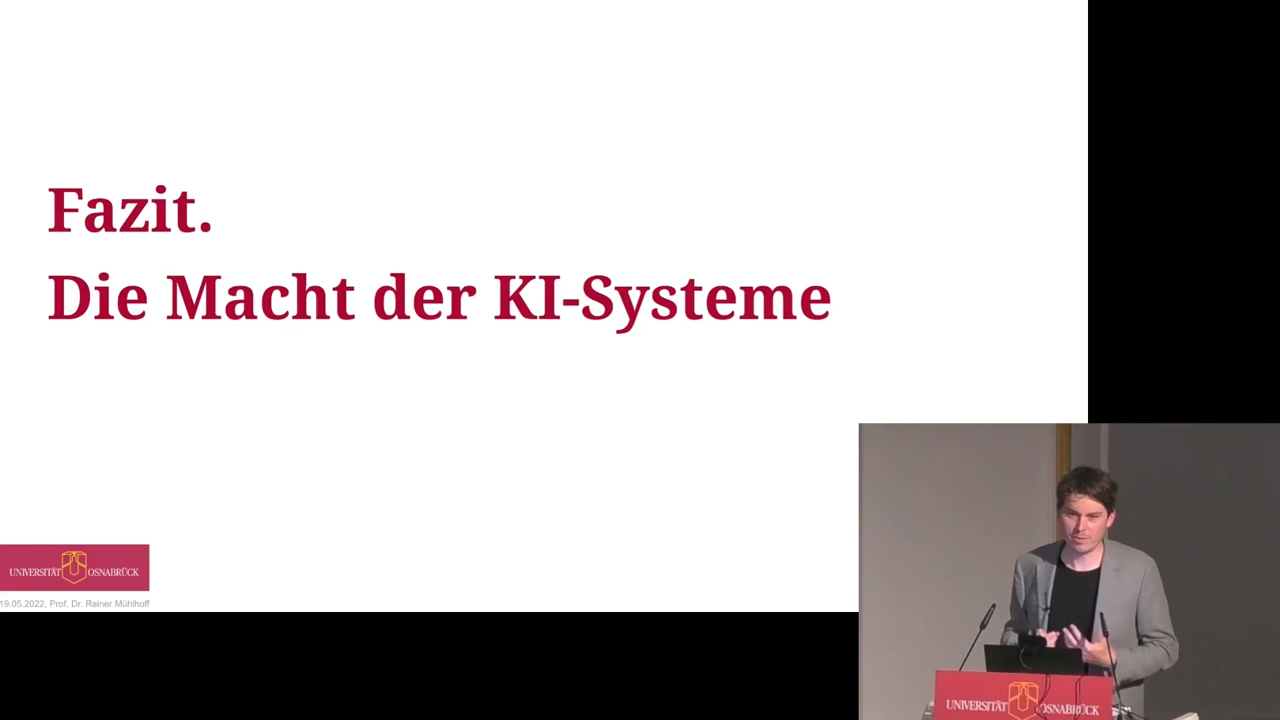 Fazit.
Die Macht der KI-Systeme
UNIVERSITÄT OSNABRÜCK
19.05.2022, Prof. Dr. Rainer Mühlhoff
UNIVERSITÄT OSNABRÜCK